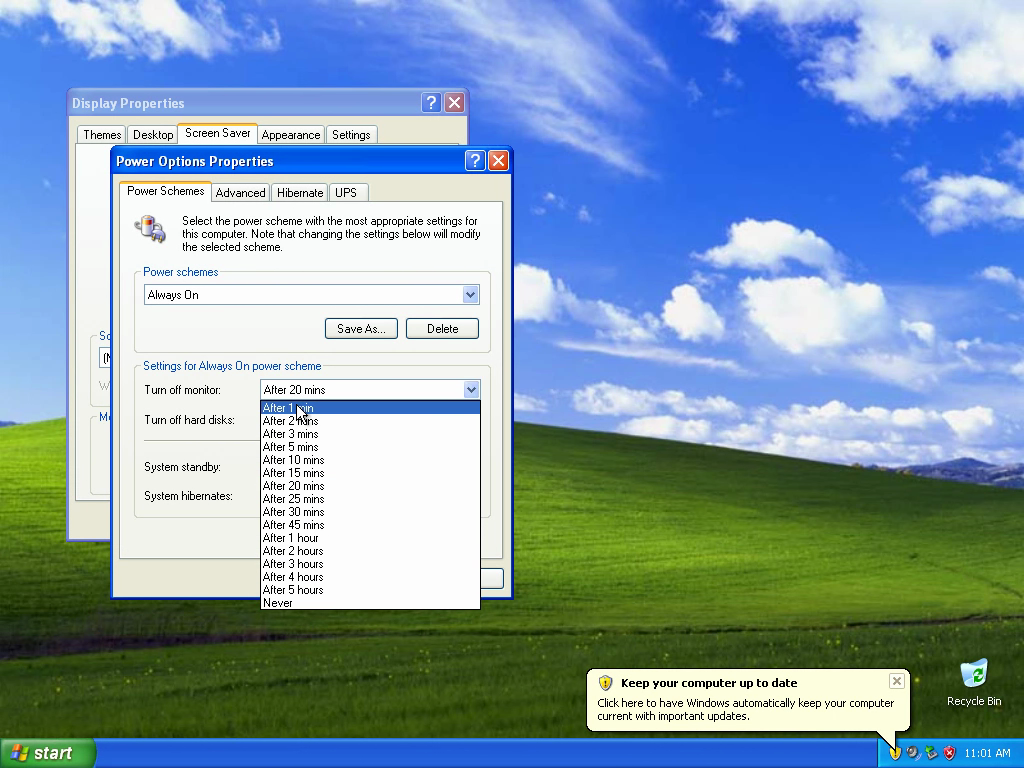 Display Properties
Themes
Desktop
Screen Saver
Appearance
Settings
Power Options Properties
Power Schemes
Advanced
Hibernate
UPS
Select the power scheme with the most appropriate settings for
this computer. Note that changing the settings below will modify
the selected scheme.
Power schemes
Always On
Save As...
Delete
Settings for Always On power scheme
Turn off monitor:
After 20 mins
Turn off hard disks:
System standby:
System hibernates:
After 1 min
After 2 mins
After 3 mins
After 5 mins
After 10 mins
After 15 mins
After 20 mins
After 25 mins
After 30 mins
After 45 mins
After 1 hour
After 2 hours
After 3 hours
After 4 hours
After 5 hours
Never
Recycle Bin
Keep your computer up to date
Click here to have Windows automatically keep your computer
current with important updates.
start
11:01 AM